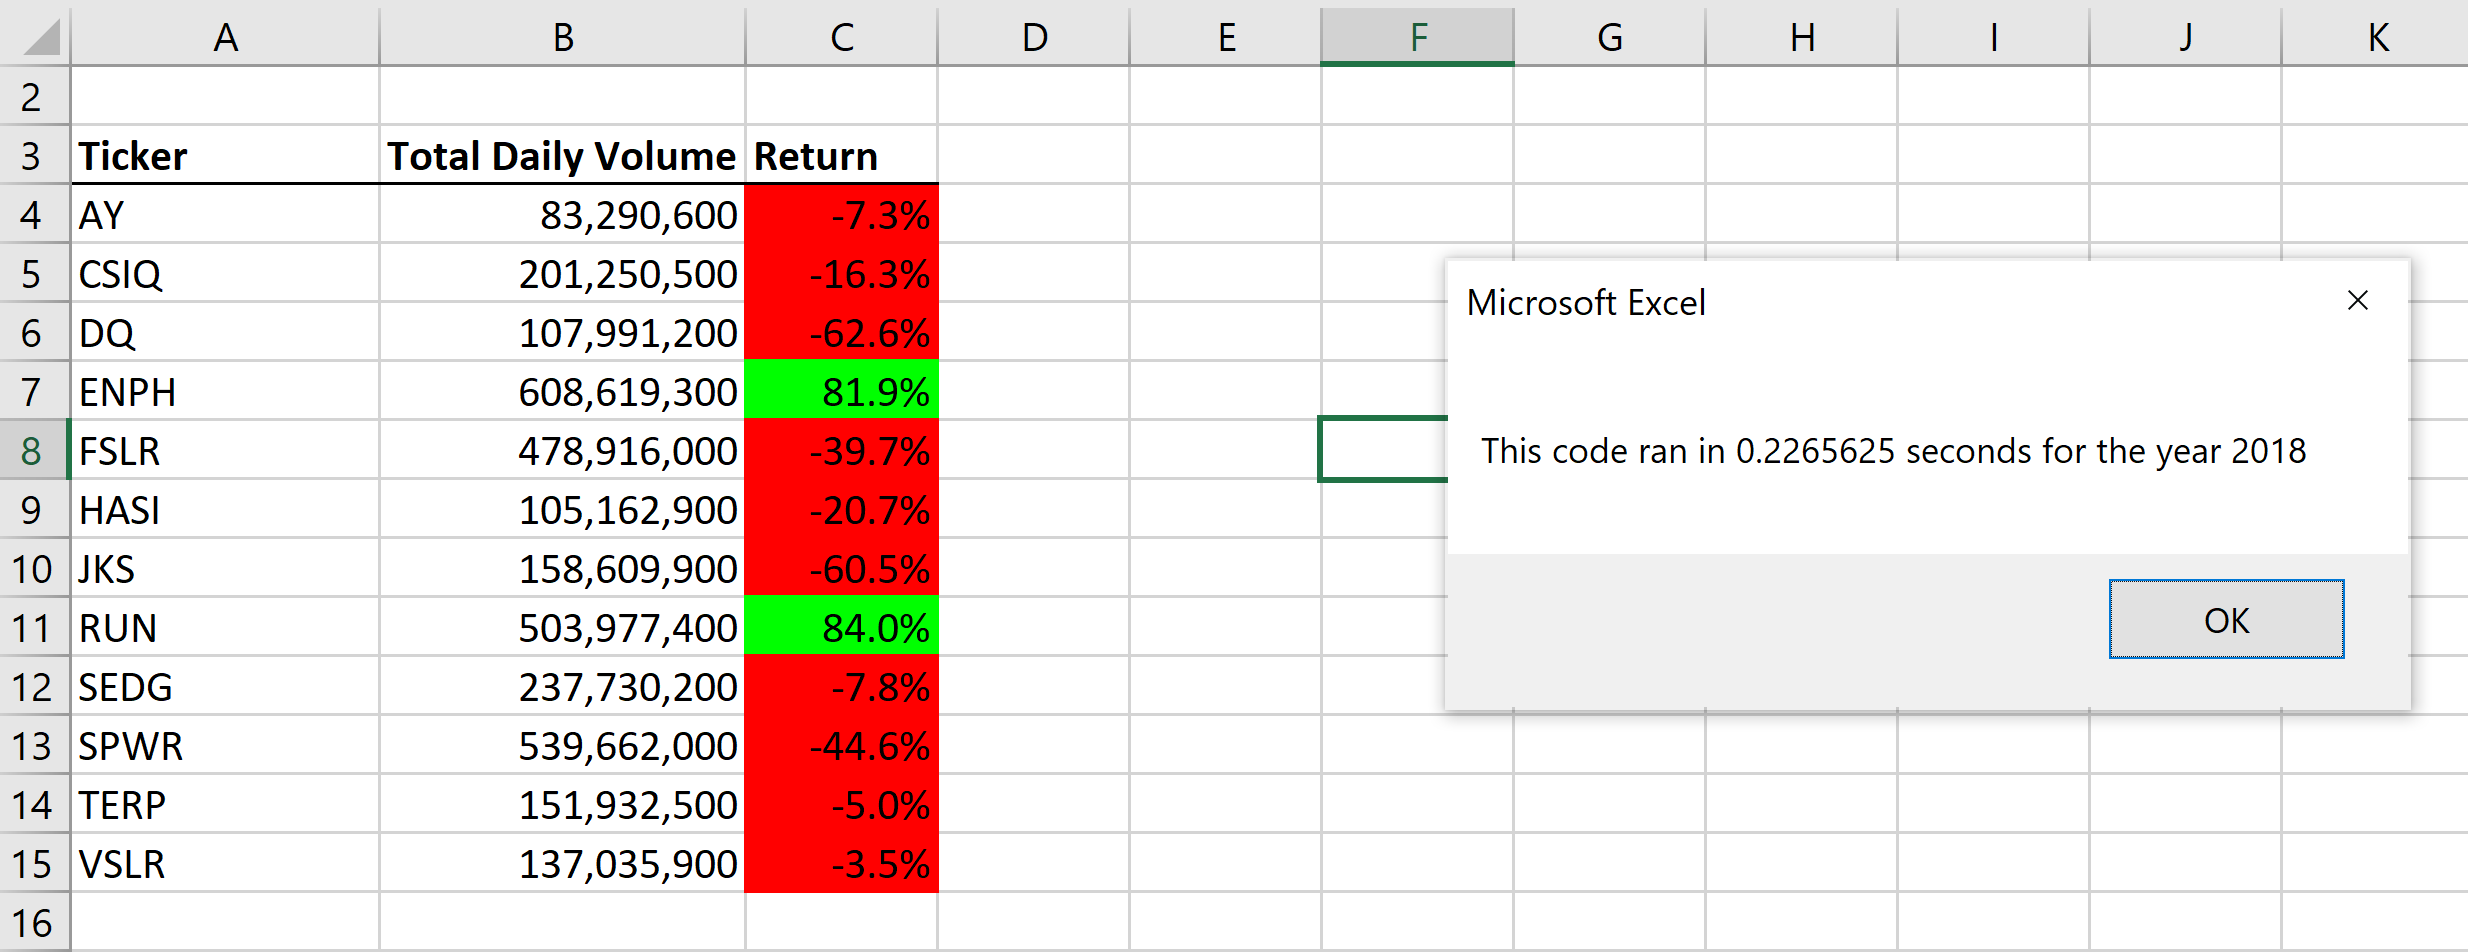 A B C D E F G H I J K
2
3 Ticker Total Daily Volume Return
4 AY 83,290,600 -7.3%
5 CSIQ 201,250,500 -16.3%
6 DQ 107,991,200 -62.6%
7 ENPH 608,619,300 81.9%
8 FSLR 478,916,000 -39.7%
9 HASI 105,162,900 -20.7%
10 JKS 158,609,900 -60.5%
11 RUN 503,977,400 84.0%
12 SEDG 237,730,200 -7.8%
13 SPWR 539,662,000 -44.6%
14 TERP 151,932,500 -5.0%
15 VSLR 137,035,900 -3.5%
16
Microsoft Excel
This code ran in 0.2265625 seconds for the year 2018
OK